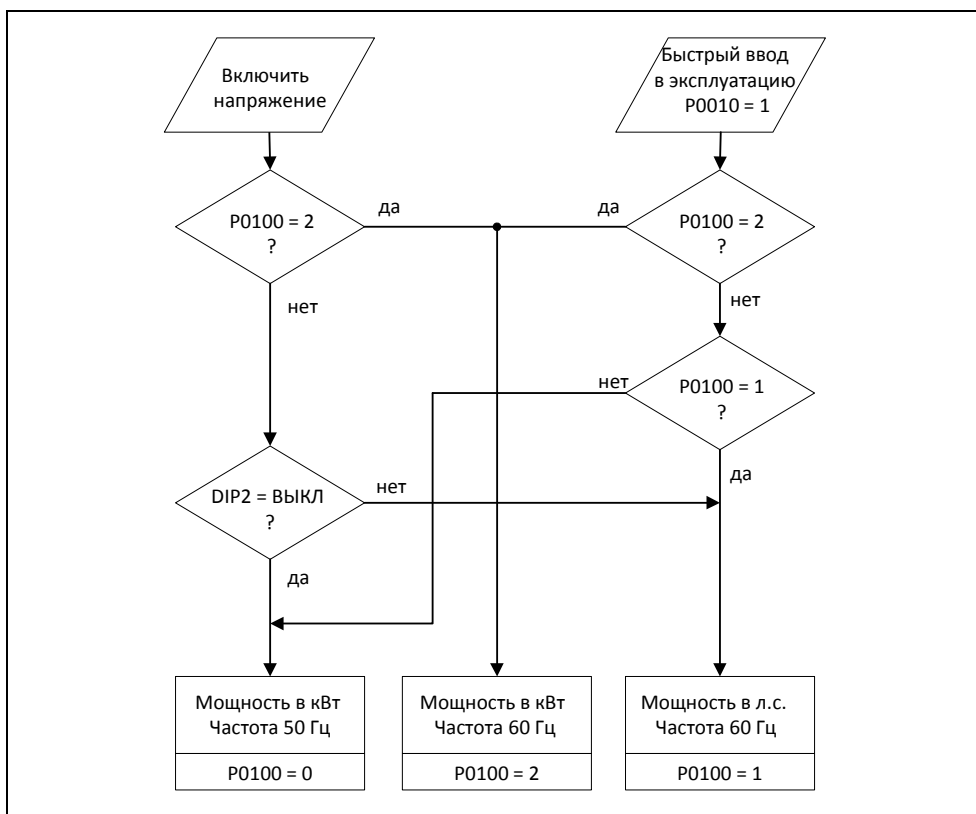 Включить
напряжение
Быстрый ввод
в эксплуатацию
P0010 = 1
P0100 = 2
?
да
да
P0100 = 2
?
нет
нет
нет
P0100 = 1
?
да
DIP2 = ВЫКЛ
?
нет
да
Мощность в кВт
Частота 50 Гц
P0100 = 0
Мощность в кВт
Частота 60 Гц
P0100 = 2
Мощность в л.с.
Частота 60 Гц
P0100 = 1